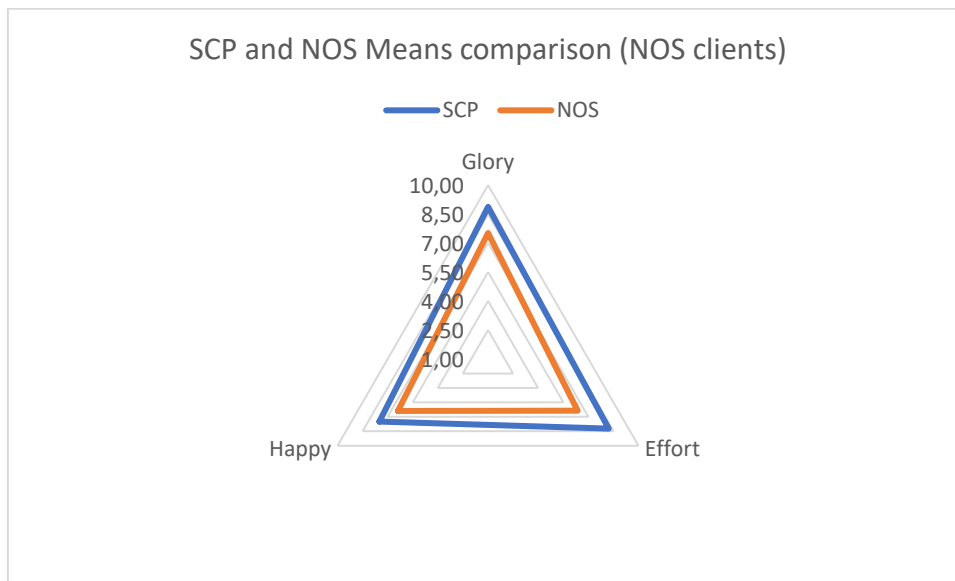 SCP and NOS Means comparison (NOS clients)
SCP NOS
Glory
10,00
8,50
7,00
5,50
4,00
2,50
1,00
Happy Effort